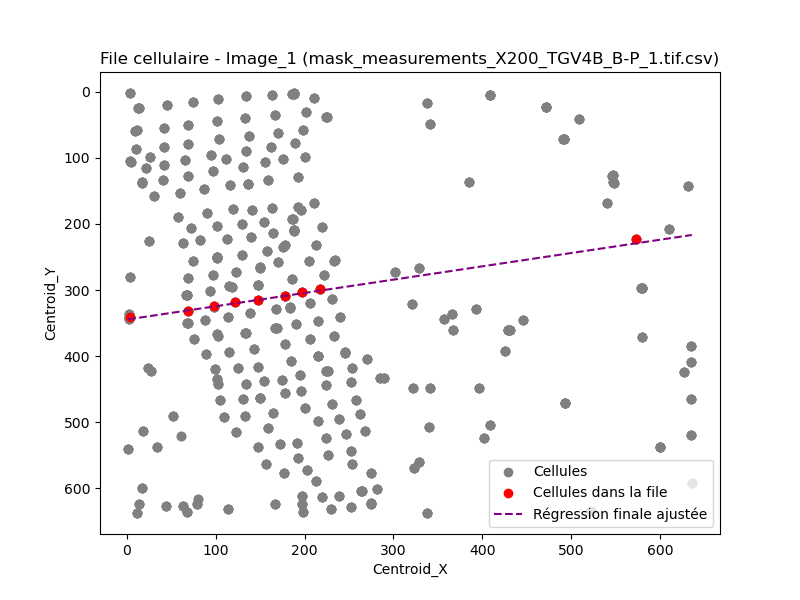 File cellulaire - Image_1 (mask_measurements_X200_TGV4B_B-P_1.tif.csv)
0
100
200
300
400
500
600
Centroid_Y
Cellules
Cellules dans la file
Régression finale ajustée
0 100 200 300 400 500 600
Centroid_X